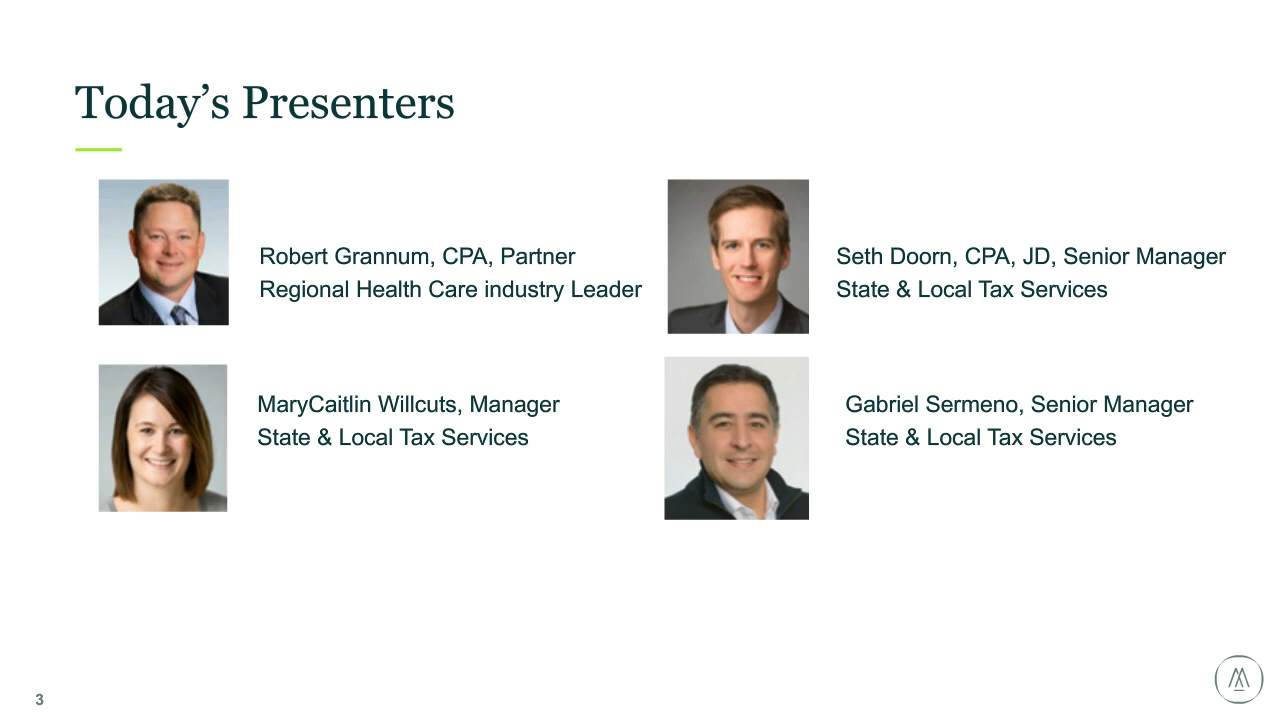 Today’s Presenters
Robert Grannum, CPA, Partner
Regional Health Care industry Leader
Seth Doorn, CPA, JD, Senior Manager
State & Local Tax Services
MaryCaitlin Willcuts, Manager
State & Local Tax Services
Gabriel Sermeno, Senior Manager
State & Local Tax Services
3